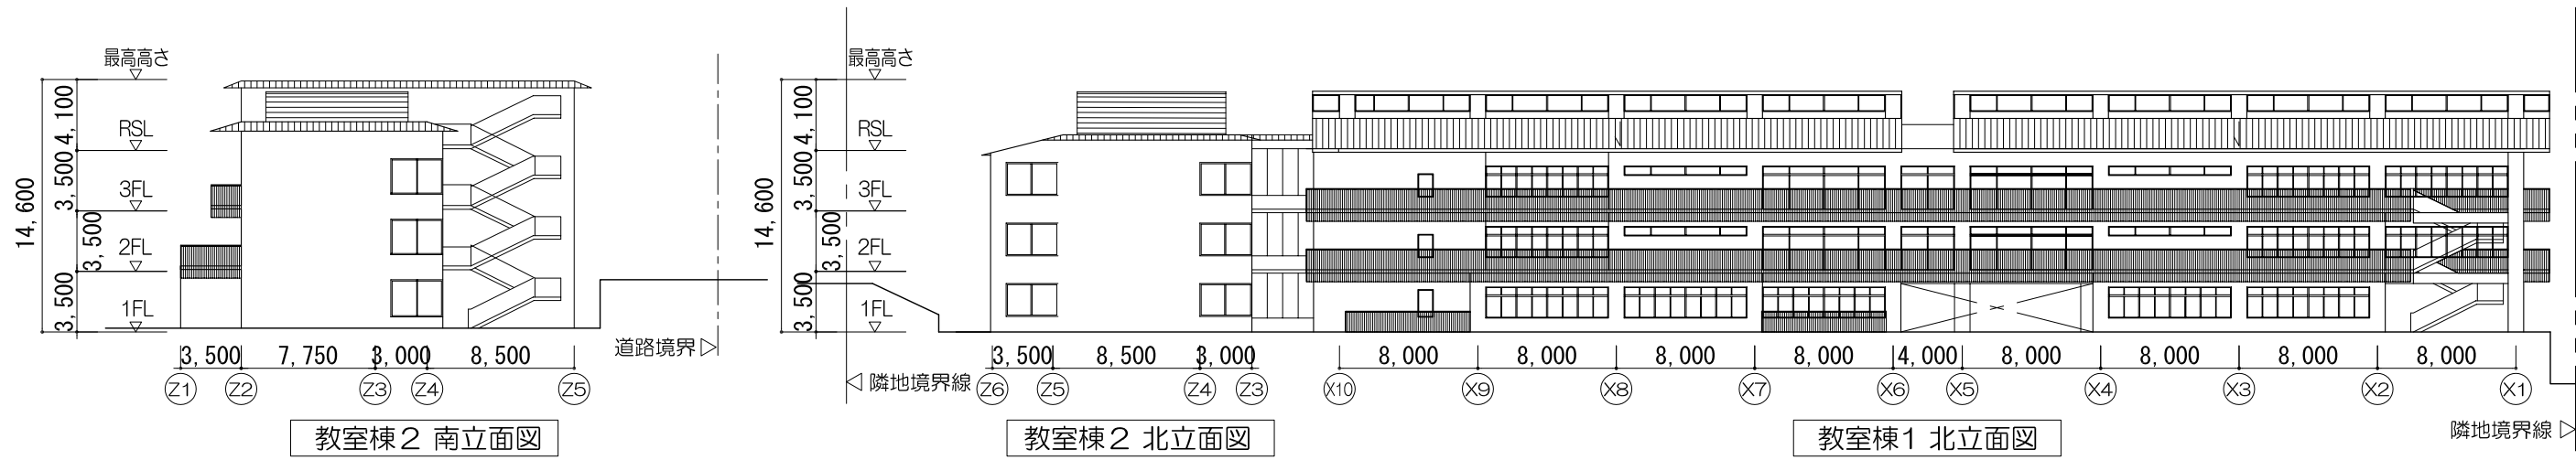 最高高さ
RSL
3FL
2FL
1FL
14,600
4,100
3,500
3,500
3,500
3,500 7,750 3,000 8,500
Z1 Z2 Z3 Z4 Z5
道路境界
教室棟2 南立面図
最高高さ
RSL
3FL
2FL
1FL
14,600
4,100
3,500
3,500
3,500
隣地境界線
3,500 8,500 3,000
Z6 Z5 Z4 Z3
教室棟2 北立面図
8,000 8,000 8,000 8,000 4,000 8,000 8,000 8,000 8,000
X10 X9 X8 X7 X6 X5 X4 X3 X2 X1
教室棟1 北立面図
隣地境界線